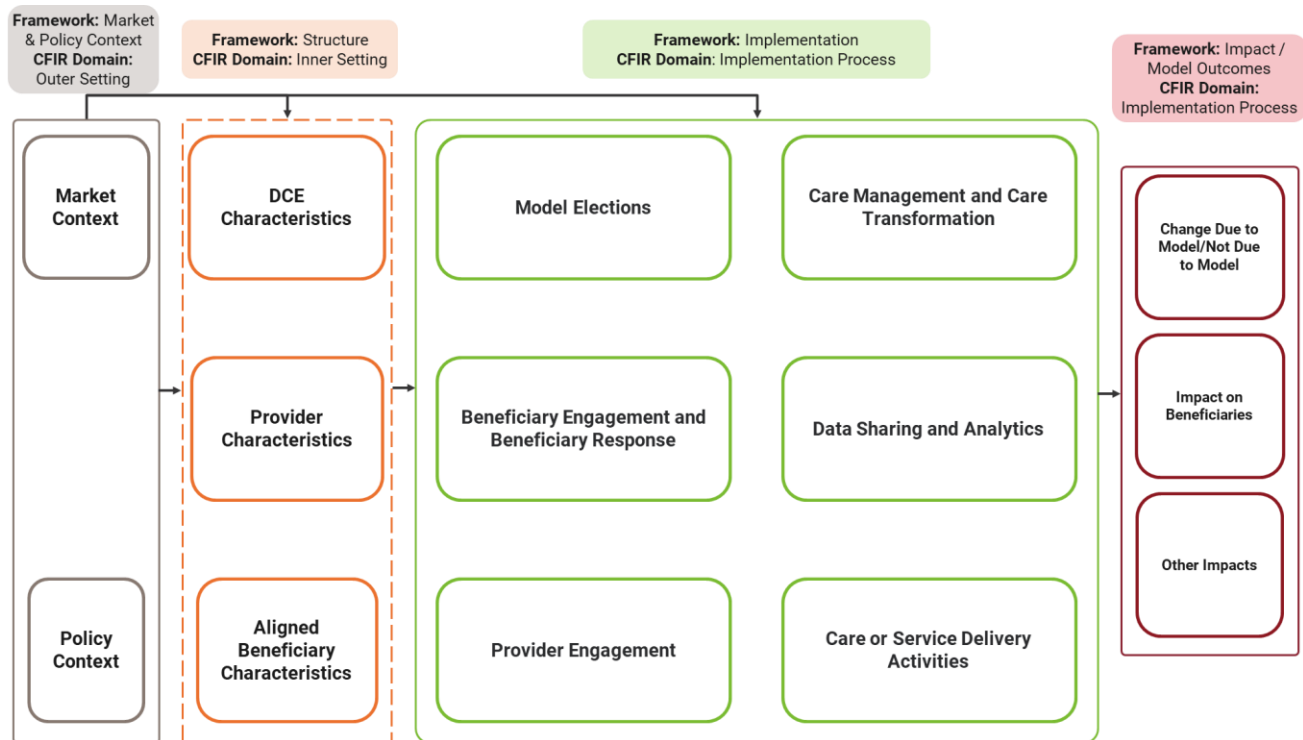 Framework: Market
& Policy Context
CFIR Domain:
Outer Setting
Framework: Structure
CFIR Domain: Inner Setting
Framework: Implementation
CFIR Domain: Implementation Process
Framework: Impact /
Model Outcomes
CFIR Domain:
Implementation Process
Market
Context
Policy
Context
DCE
Characteristics
Provider
Characteristics
Aligned
Beneficiary
Characteristics
Model Elections
Care Management and Care
Transformation
Beneficiary Engagement and
Beneficiary Response
Data Sharing and Analytics
Provider Engagement
Care or Service Delivery
Activities
Change Due to
Model/Not Due
to Model
Impact on
Beneficiaries
Other Impacts